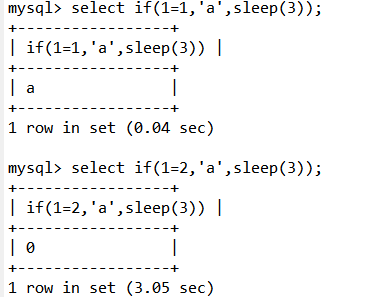 mysql> select if(1=1,'a',sleep(3));
+-----------------+
| if(1=1,'a',sleep(3)) |
+-----------------+
| a |
+-----------------+
1 row in set (0.04 sec)
mysql> select if(1=2,'a',sleep(3));
+-----------------+
| if(1=2,'a',sleep(3)) |
+-----------------+
| 0 |
+-----------------+
1 row in set (3.05 sec)